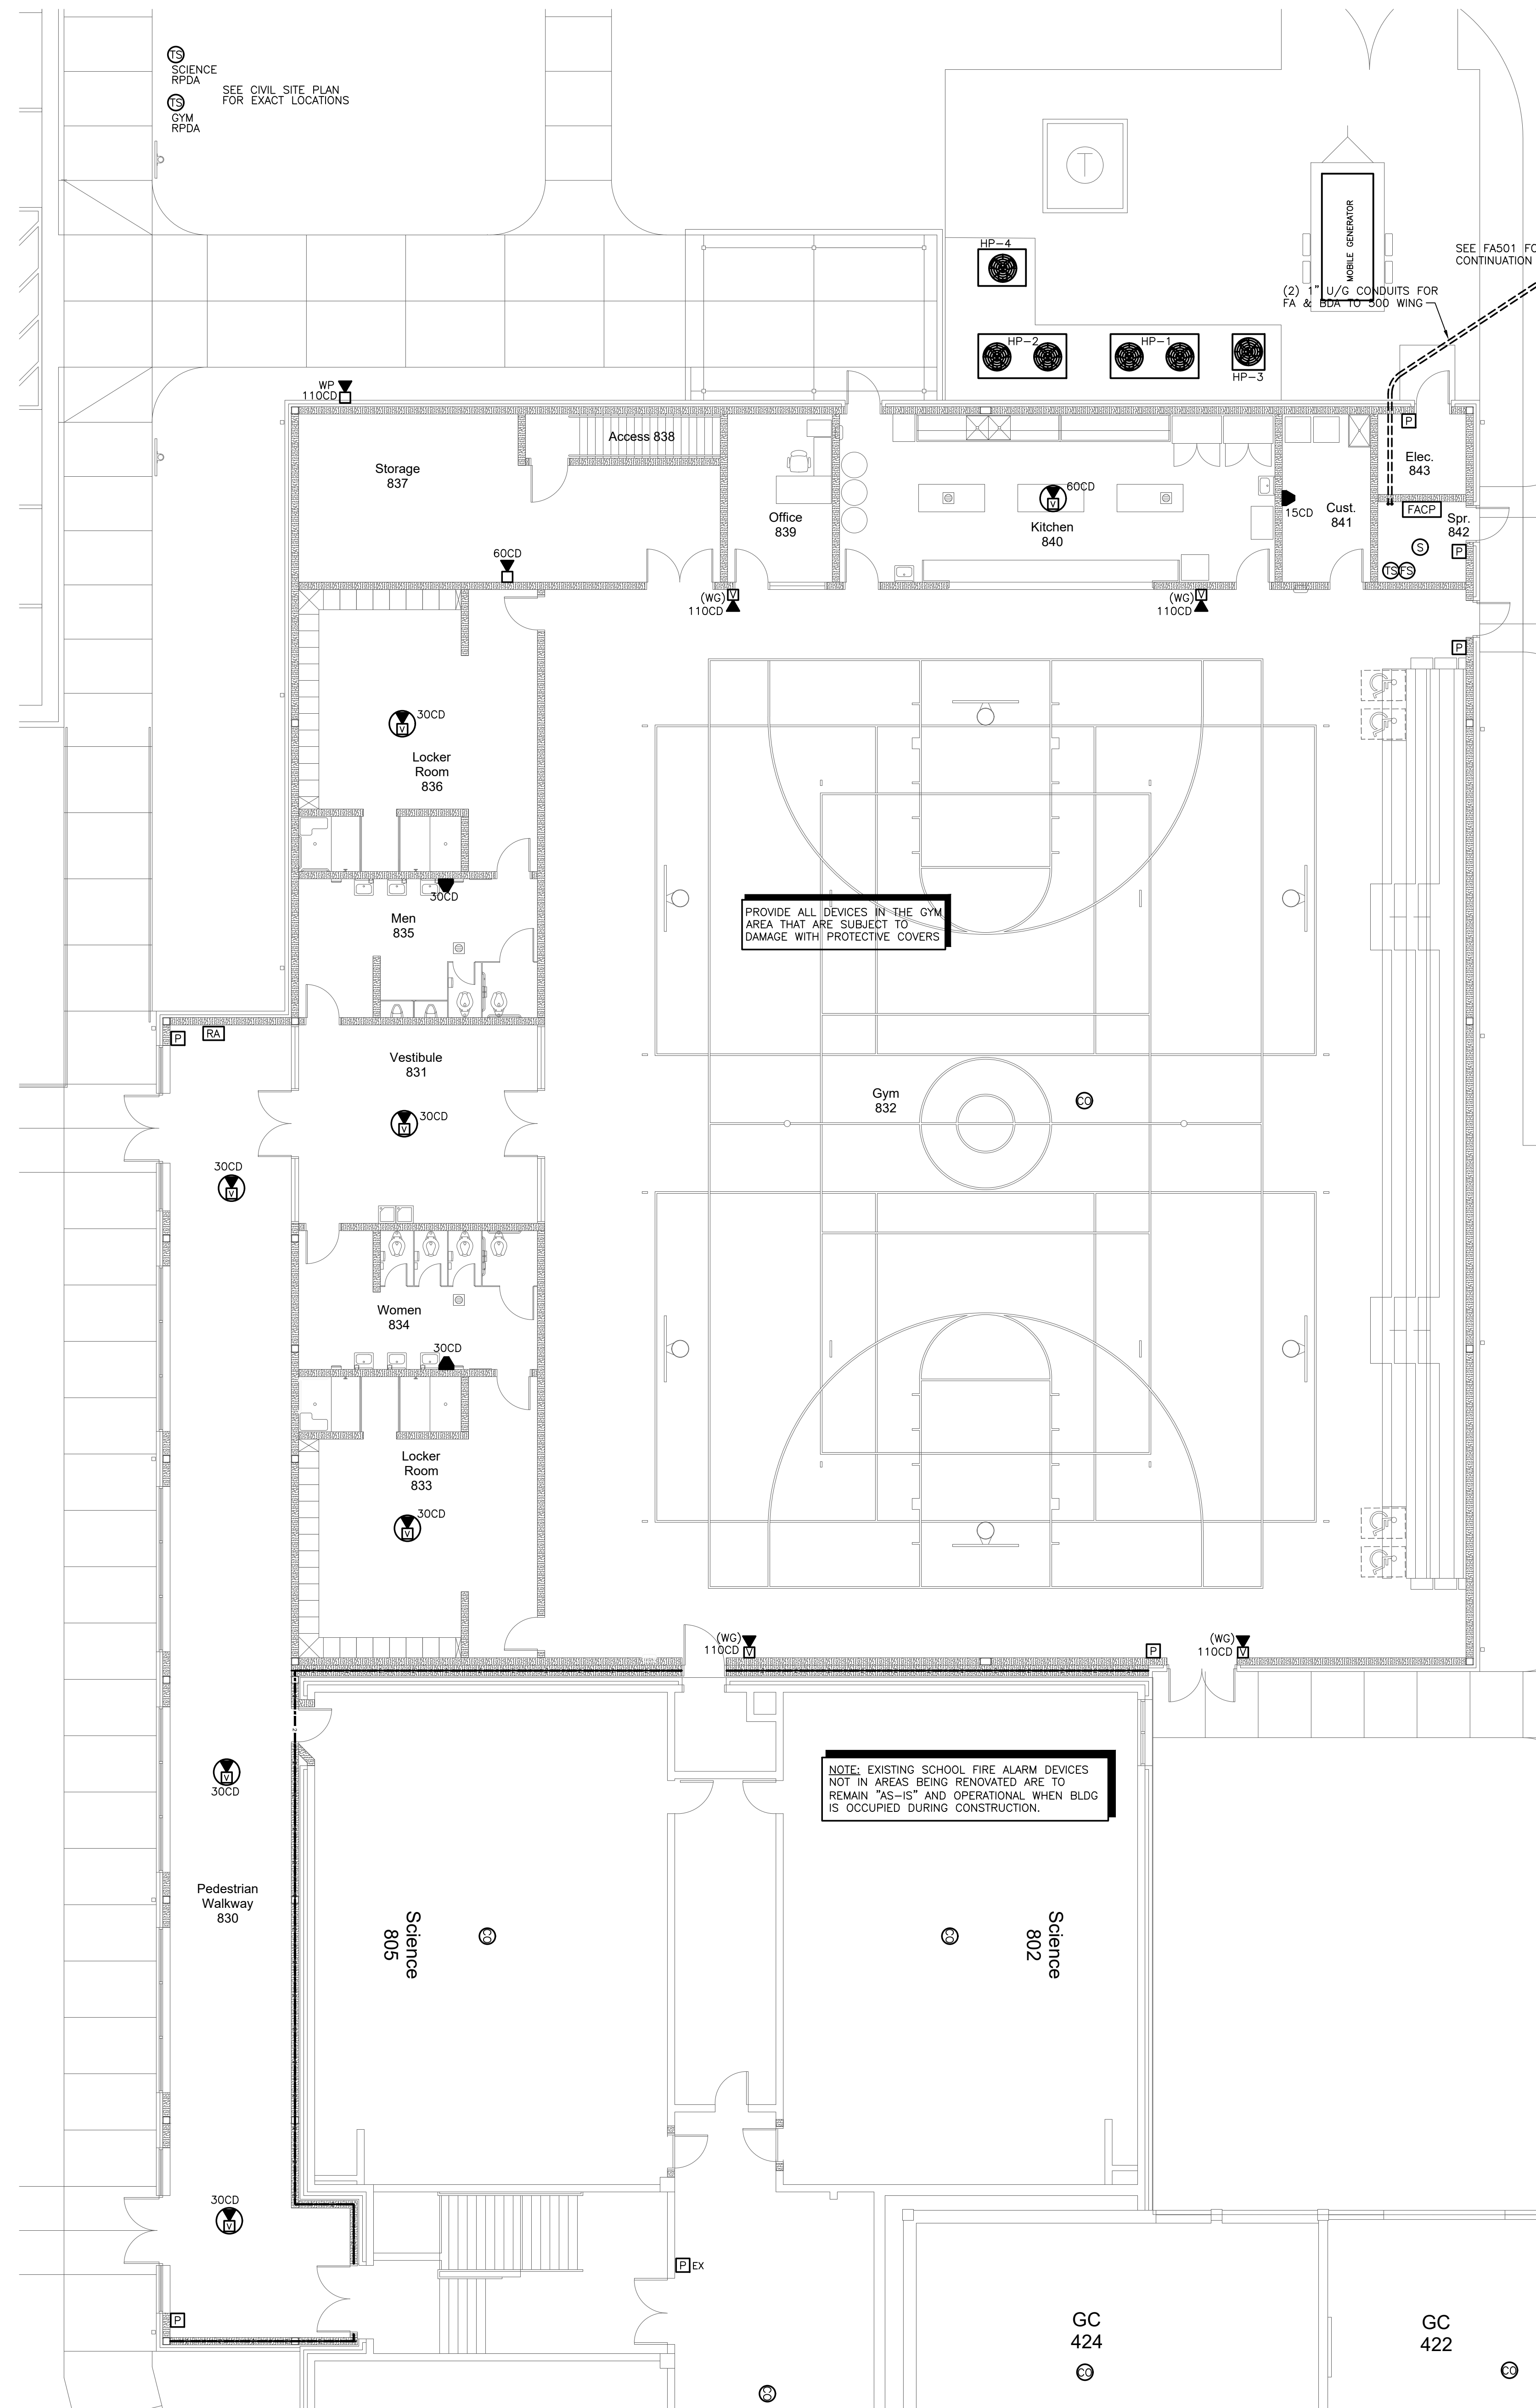 TS
SCIENCE
RPDA
TS
GYM
RPDA
SEE CIVIL SITE PLAN
FOR EXACT LOCATIONS
T
MOBILE GENERATOR
HP-4
HP-2
HP-1
HP-3
SEE FA501
CONTINUATION
(2) 1" U/G CONDUITS FOR
FA & BDA TO 500 WING
WP
110CD
Access 838
Storage
837
60CD
Office
839
V
60CD
Kitchen
840
15CD
Cust.
841
P
Elec.
843
FACP
Spr.
842
S
P
TS
FS
(WG)
V
110CD
(WG)
V
110CD
P
30CD
V
Locker
Room
836
30CD
Men
835
PROVIDE ALL DEVICES IN THE GYM
AREA THAT ARE SUBJECT TO
DAMAGE WITH PROTECTIVE COVERS
P
RA
Vestibule
831
30CD
V
Gym
832
CO
30CD
V
Women
834
30CD
Locker
Room
833
30CD
V
(WG)
110CD
V
P
(WG)
110CD
V
V
30CD
NOTE: EXISTING SCHOOL FIRE ALARM DEVICES
NOT IN AREAS BEING RENOVATED ARE TO
REMAIN "AS-IS" AND OPERATIONAL WHEN BLDG
IS OCCUPIED DURING CONSTRUCTION.
Pedestrian
Walkway
830
Science
805
CO
CO
Science
802
30CD
V
P EX
P
GC
424
CO
GC
422
CO
CO